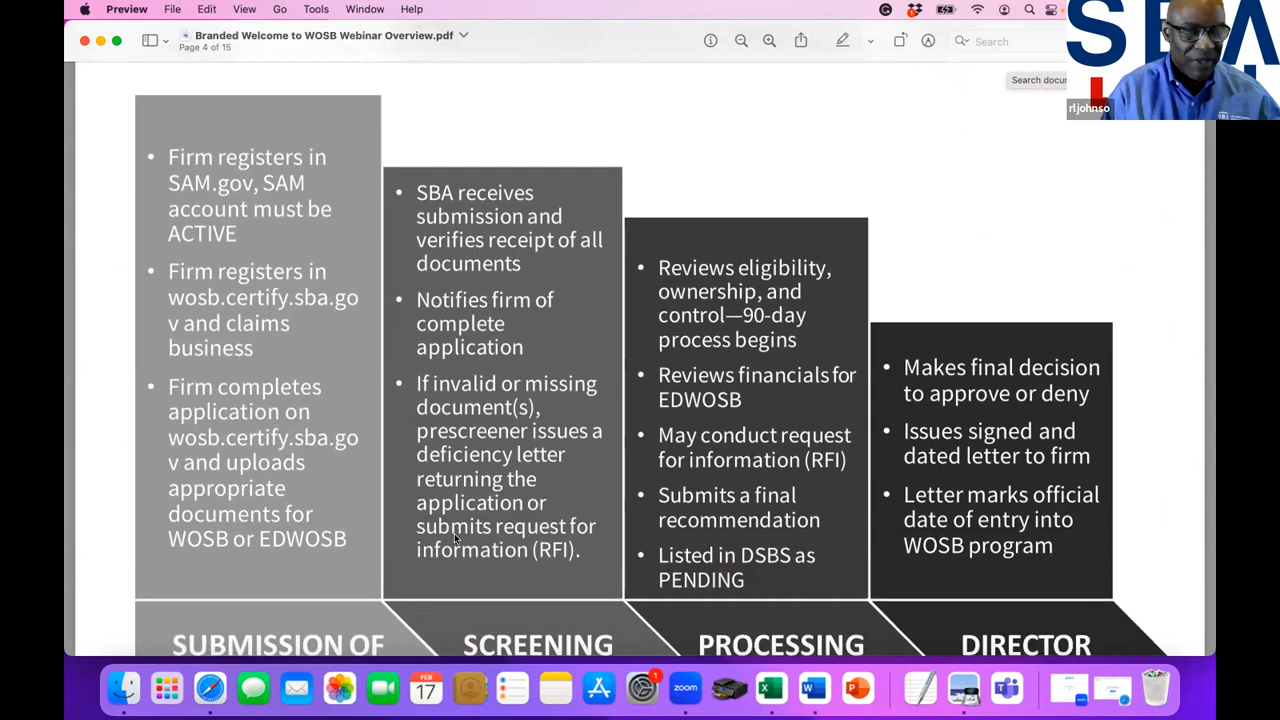 Preview File Edit View Go Tools Window Help
Branded Welcome to WOSB Webinar Overview.pdf
Page 4 of 15
Search
Search docu
SBA
rljohnso
• Firm registers in
SAM.gov, SAM
account must be
ACTIVE
• Firm registers in
wosb.certify.sba.go
v and claims
business
• Firm completes
application on
wosb.certify.sba.go
v and uploads
appropriate
documents for
WOSB or EDWOSB
• SBA receives
submission and
verifies receipt of all
documents
• Notifies firm of
complete
application
• If invalid or missing
document(s),
prescreener issues a
deficiency letter
returning the
application or
submits request for
information (RFI).
• Reviews eligibility,
ownership, and
control—90-day
process begins
• Reviews financials for
EDWOSB
• May conduct request
for information (RFI)
• Submits a final
recommendation
• Listed in DSBS as
PENDING
• Makes final decision
to approve or deny
• Issues signed and
dated letter to firm
• Letter marks official
date of entry into
WOSB program
SUBMISSION OF
SCREENING
PROCESSING
DIRECTOR
FEB
17
1
zoom